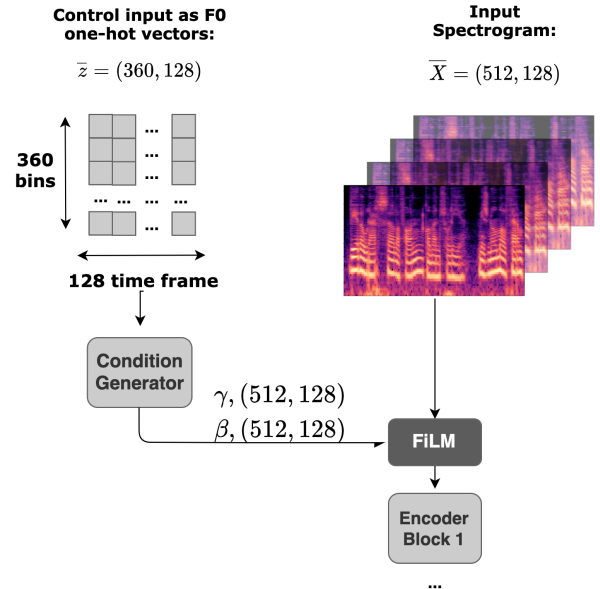 Control input as F0
one-hot vectors:
z̅ = (360, 128)
Input
Spectrogram:
X̅ = (512, 128)
360
bins
...
...
...
... ... ... ...
...
128 time frame
Condition
Generator
γ, (512, 128)
β, (512, 128)
FiLM
Encoder
Block 1
...